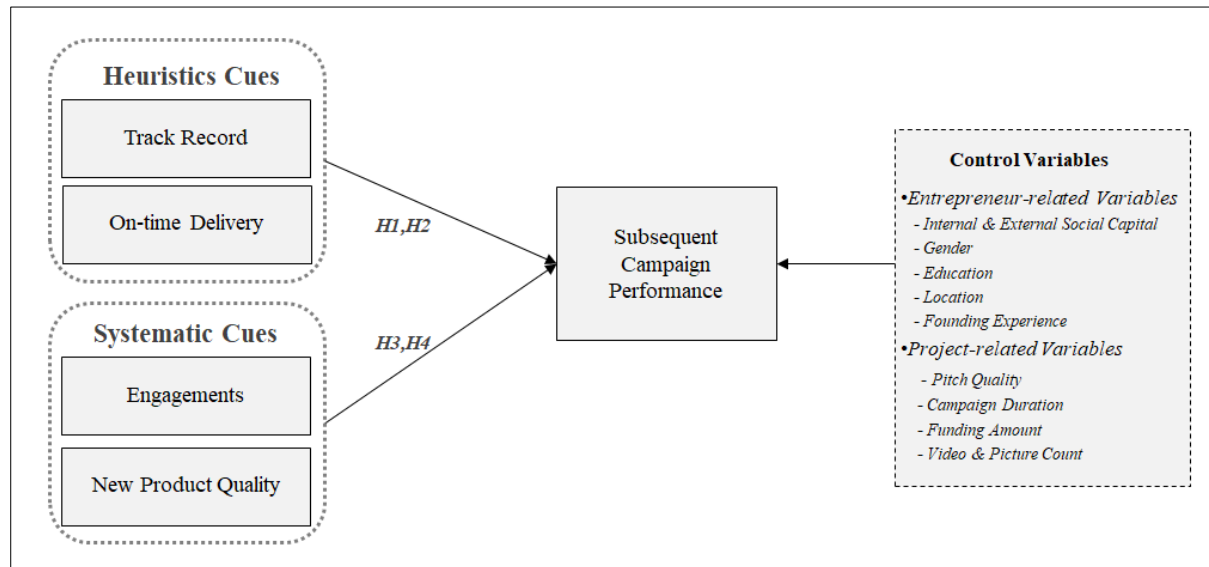 Heuristics Cues
Track Record
On-time Delivery
H1,H2
Systematic Cues
Engagements
New Product Quality
H3,H4
Subsequent
Campaign
Performance
Control Variables
•Entrepreneur-related Variables
- Internal & External Social Capital
- Gender
- Education
- Location
- Founding Experience
•Project-related Variables
- Pitch Quality
- Campaign Duration
- Funding Amount
- Video & Picture Count